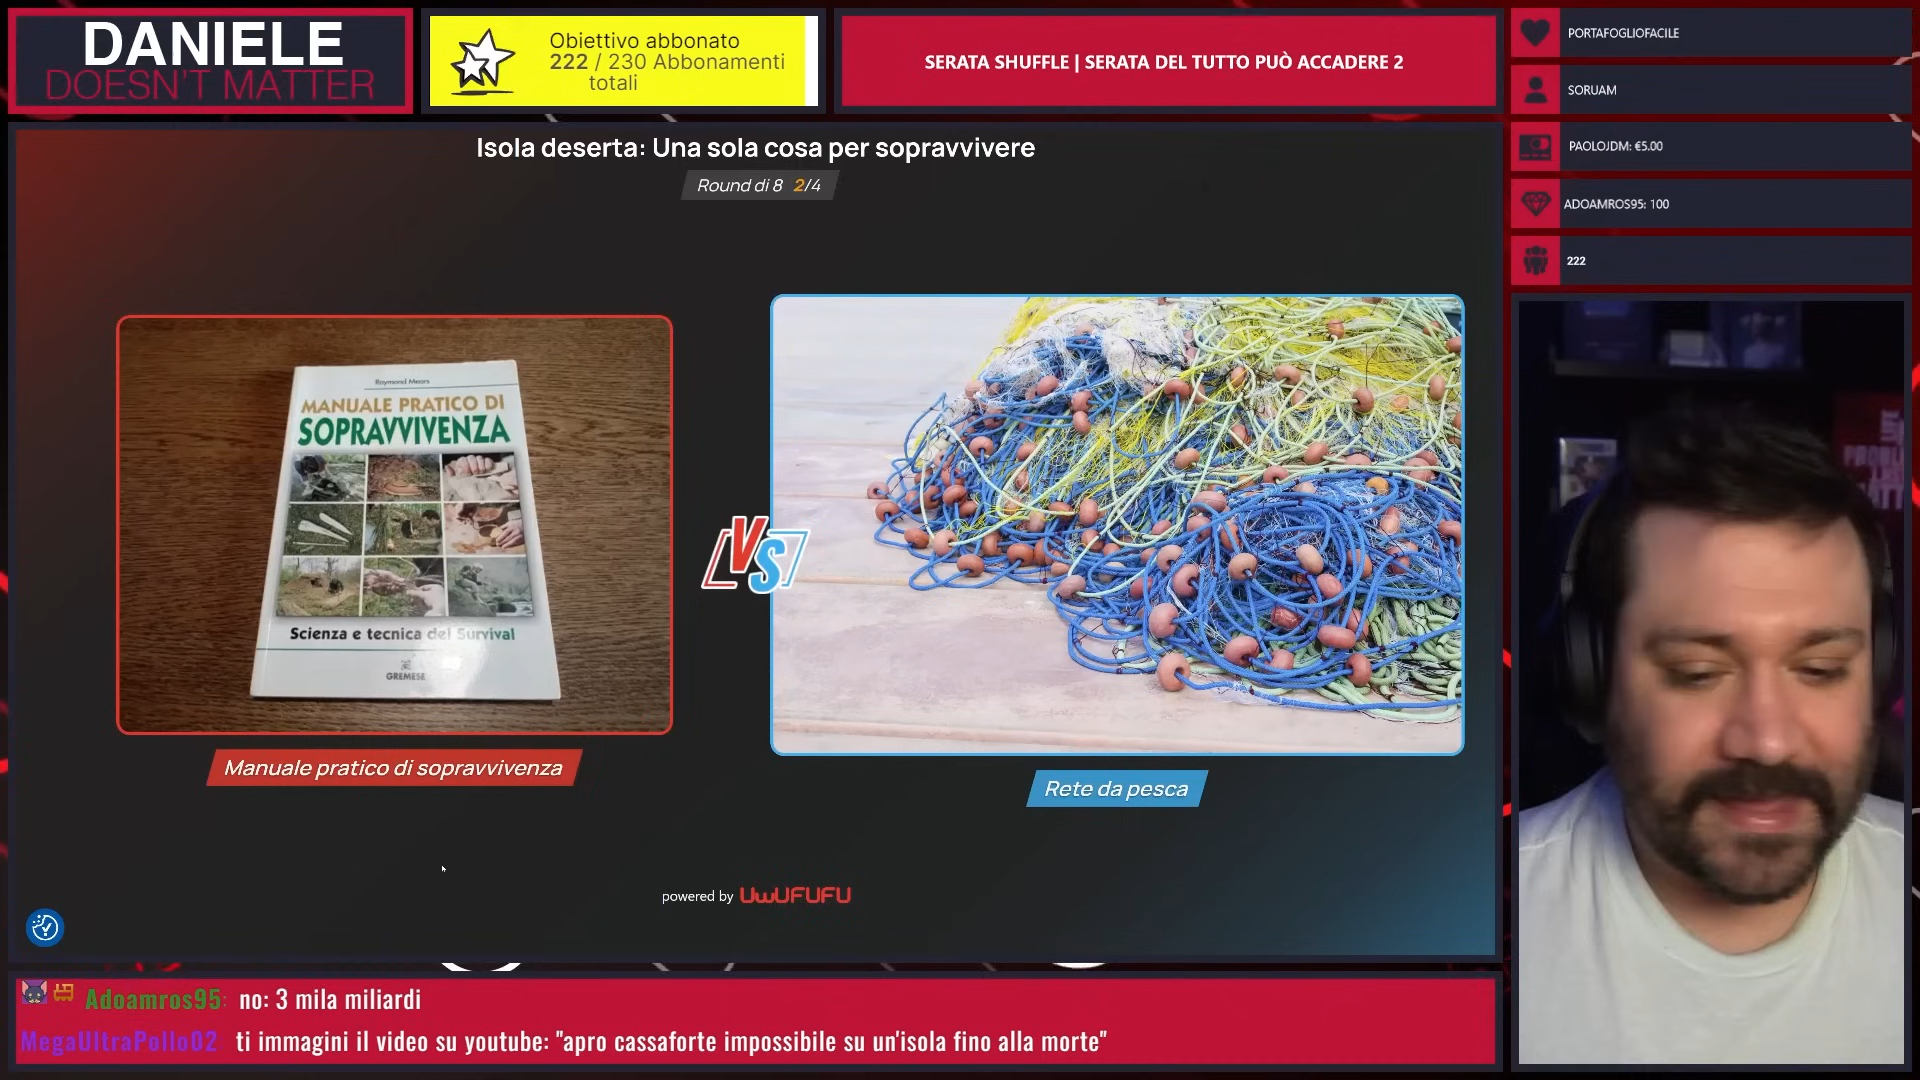 DANIELE
DOESN'T MATTER
Obiettivo abbonato
222 / 230 Abbonamenti
totali
SERATA SHUFFLE | SERATA DEL TUTTO PUÒ ACCADERE 2
PORTAFOGLIOFACILE
SORUAM
PAOLOJDM: €5.00
ADOAMROS95: 100
222
Isola deserta: Una sola cosa per sopravvivere
Round di 8 2/4
Raymond Mears
MANUALE PRATICO DI
SOPRAVVIVENZA
Scienza e tecnica del Survival
GREMESE
VS
Manuale pratico di sopravvivenza
Rete da pesca
powered by UwUFUFU
Adoamros95: no: 3 mila miliardi
MegaUltraPollo02 ti immagini il video su youtube: "apro cassaforte impossibile su un'isola fino alla morte"